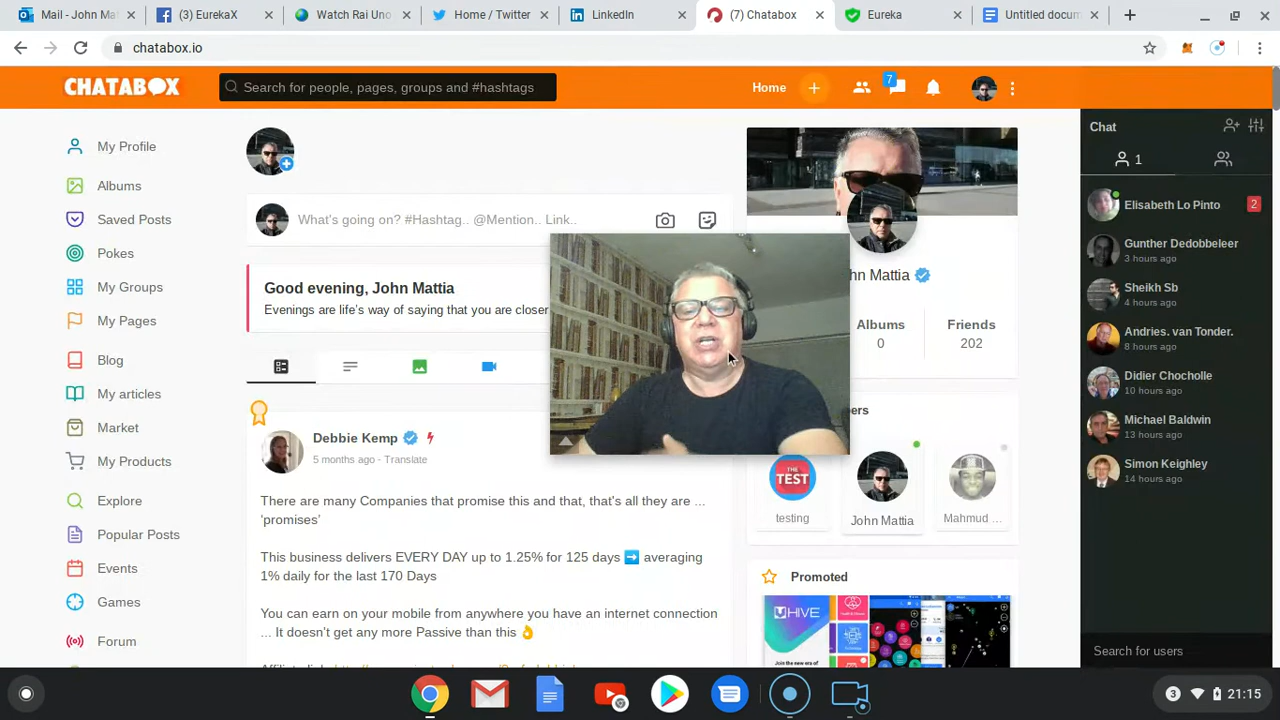 Mail - John Ma
(3) EurekaX
Watch Rai Uno
Home / Twitter
LinkedIn
(7) Chatabox
Eureka
Untitled docum
chatabox.io
CHATABOX
Search for people, pages, groups and #hashtags
Home
7
My Profile
Albums
Saved Posts
Pokes
My Groups
My Pages
Blog
My articles
Market
My Products
Explore
Popular Posts
Events
Games
Forum
What's going on? #Hashtag.. @Mention.. Link..
Good evening, John Mattia
Evenings are life's way of saying that you are closer
Debbie Kemp
5 months ago - Translate
There are many Companies that promise this and that, that's all they are ...
'promises'
This business delivers EVERY DAY up to 1.25% for 125 days ➡️ averaging
1% daily for the last 170 Days
You can earn on your mobile from anywhere you have an internet connection
... It doesn't get any more Passive than this 👌
hn Mattia
Albums
0
Friends
202
ers
THE
TEST
testing
John Mattia
Mahmud ...
Promoted
HIVE
Join the new era of
Chat
1
Elisabeth Lo Pinto
2
Gunther Dedobbeleer
3 hours ago
Sheikh Sb
4 hours ago
Andries. van Tonder.
8 hours ago
Didier Chocholle
10 hours ago
Michael Baldwin
13 hours ago
Simon Keighley
14 hours ago
Search for users
3
21:15